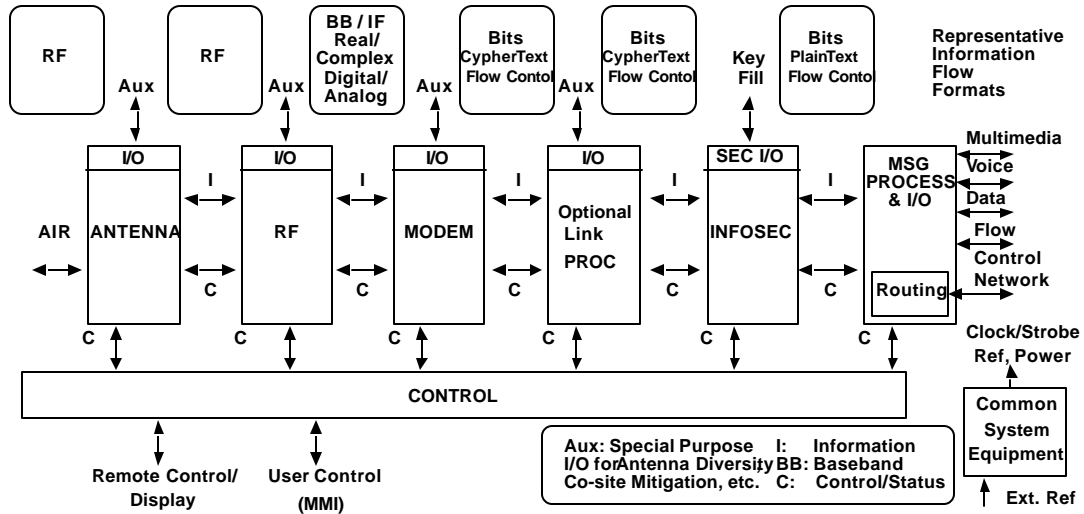 RF
RF
BB / IF
Real/
Complex
Digital/
Analog
Bits
CypherText
Flow Contol
Bits
CypherText
Flow Contol
Key
Fill
Bits
PlainText
Flow Contol
Representative
Information
Flow
Formats
Aux
Aux
Aux
Aux
I/O
I/O
I/O
I/O
SEC I/O
MSG
PROCESS
& I/O
Multimedia
Voice
Data
Flow
Control
Network
I
I
I
I
I
AIR
ANTENNA
RF
MODEM
Optional
Link
PROC
INFOSEC
Routing
C
C
C
C
C
C
C
C
C
C
C
CONTROL
Clock/Strobe
Ref, Power
Common
System
Equipment
Ext. Ref
Remote Control/
Display
User Control
(MMI)
Aux: Special Purpose I: Information
I/O for Antenna Diversity, BB: Baseband
Co-site Mitigation, etc. C: Control/Status